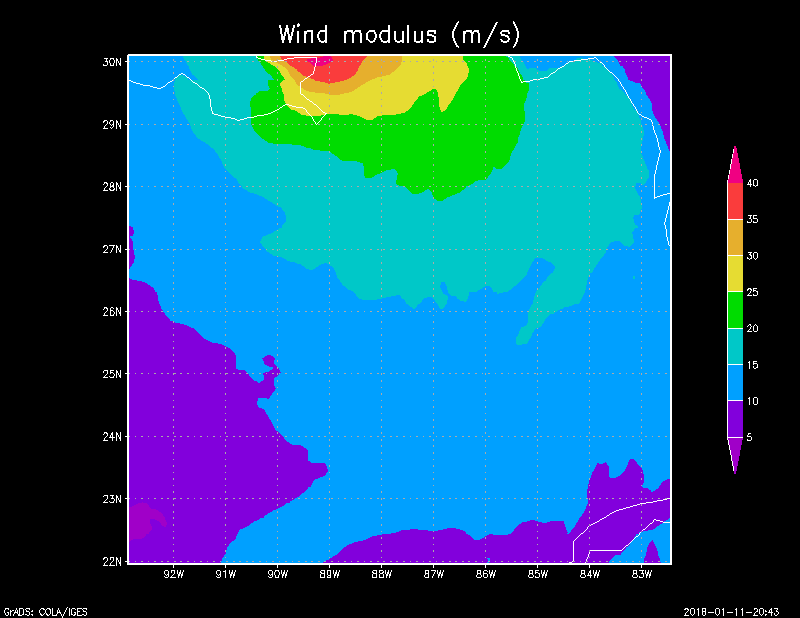 Wind modulus (m/s)
30N
29N
28N
27N
26N
25N
24N
23N
22N
92W 91W 90W 89W 88W 87W 86W 85W 84W 83W
40
35
30
25
20
15
10
5
GrADS: COLA/IGES
2018-01-11-20:43